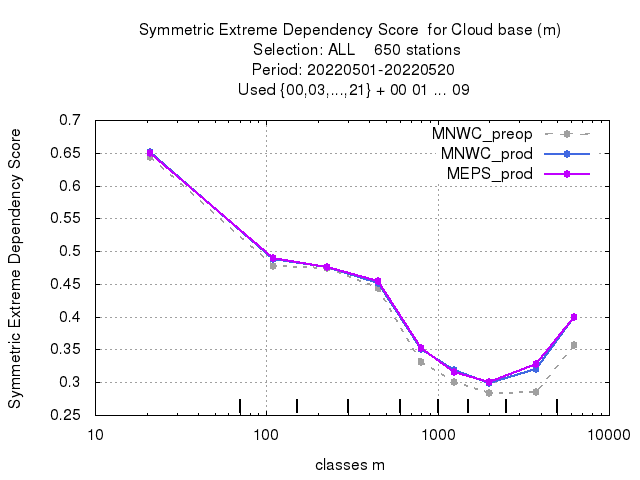 Symmetric Extreme Dependency Score  for Cloud base (m)
Selection: ALL    650 stations
Period: 20220501-20220520
Used {00,03,...,21} + 00 01 ... 09
Symmetric Extreme Dependency Score
0.7
0.65
0.6
0.55
0.5
0.45
0.4
0.35
0.3
0.25
MNWC_preop
MNWC_prod
MEPS_prod
10
100
1000
10000
classes m